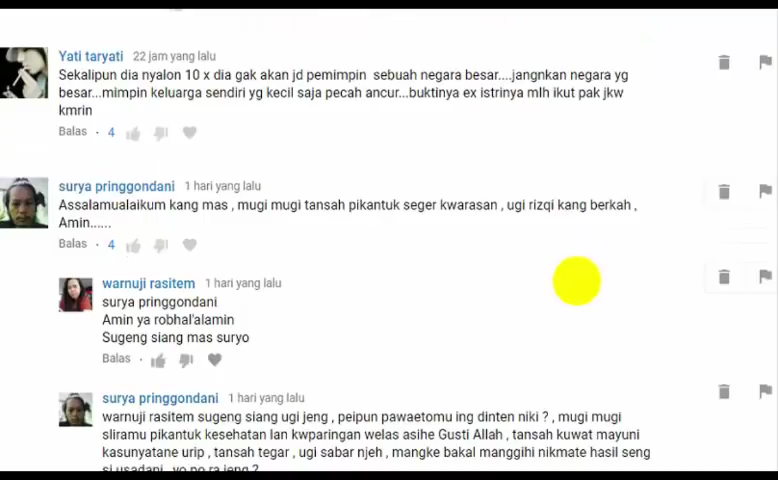 Yati taryati 22 jam yang lalu
Sekalipun dia nyalon 10 x dia gak akan jd pemimpin sebuah negara besar....jangnkan negara yg
besar...mimpin keluarga sendiri yg kecil saja pecah ancur...buktinya ex istrinya mlh ikut pak jkw
kmrin
Balas · 4
surya pringgondani 1 hari yang lalu
Assalamualaikum kang mas , mugi mugi tansah pikantuk seger kwarasan , ugi rizqi kang berkah ,
Amin......
Balas · 4
warnuji rasitem 1 hari yang lalu
surya pringgondani
Amin ya robhal'alamin
Sugeng siang mas suryo
Balas ·
surya pringgondani 1 hari yang lalu
warnuji rasitem sugeng siang ugi jeng , peipun pawaetomu ing dinten niki ? , mugi mugi
sliramu pikantuk kesehatan lan kwparingan welas asihe Gusti Allah , tansah kuwat mayuni
kasunyatane urip , tansah tegar , ugi sabar njeh , mangke bakal manggihi nikmate hasil seng
si usadani , yo po ra jeng ?